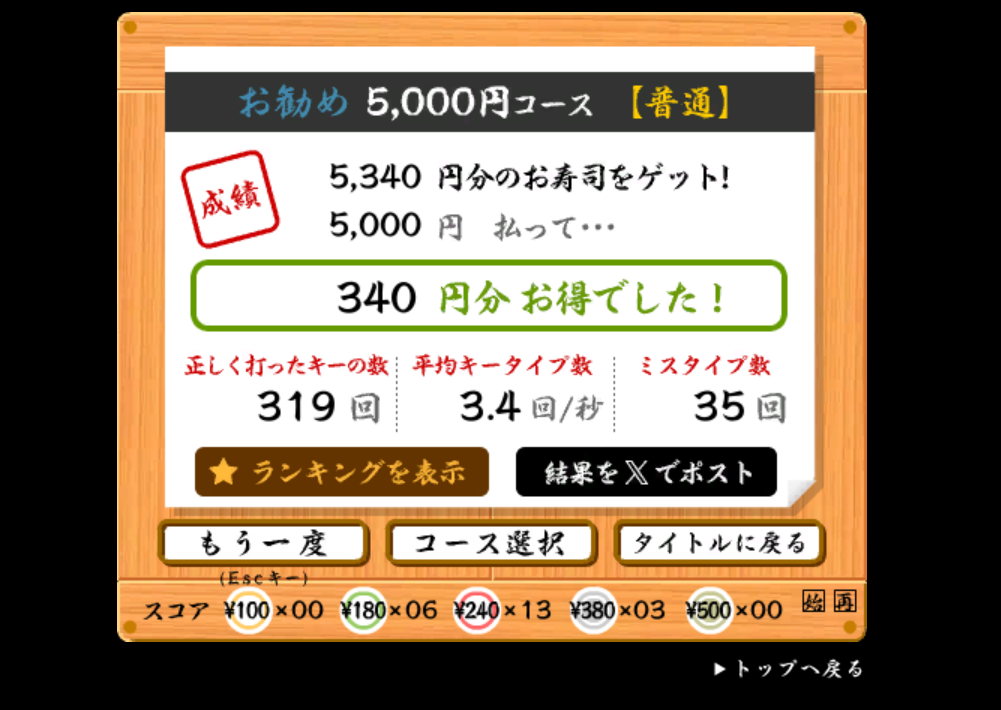 お勧め 5,000円コース 【普通】
成績
5,340 円分のお寿司をゲット!
5,000 円 払って…
340 円分 お得でした!
正しく打ったキーの数 平均キータイプ数 ミスタイプ数
319 回 3.4 回/秒 35 回
★ ランキングを表示 結果を𝕏でポスト
もう一度 コース選択 タイトルに戻る
(Escキー)
スコア ¥100×00 ¥180×06 ¥240×13 ¥380×03 ¥500×00 始 再
▶トップへ戻る